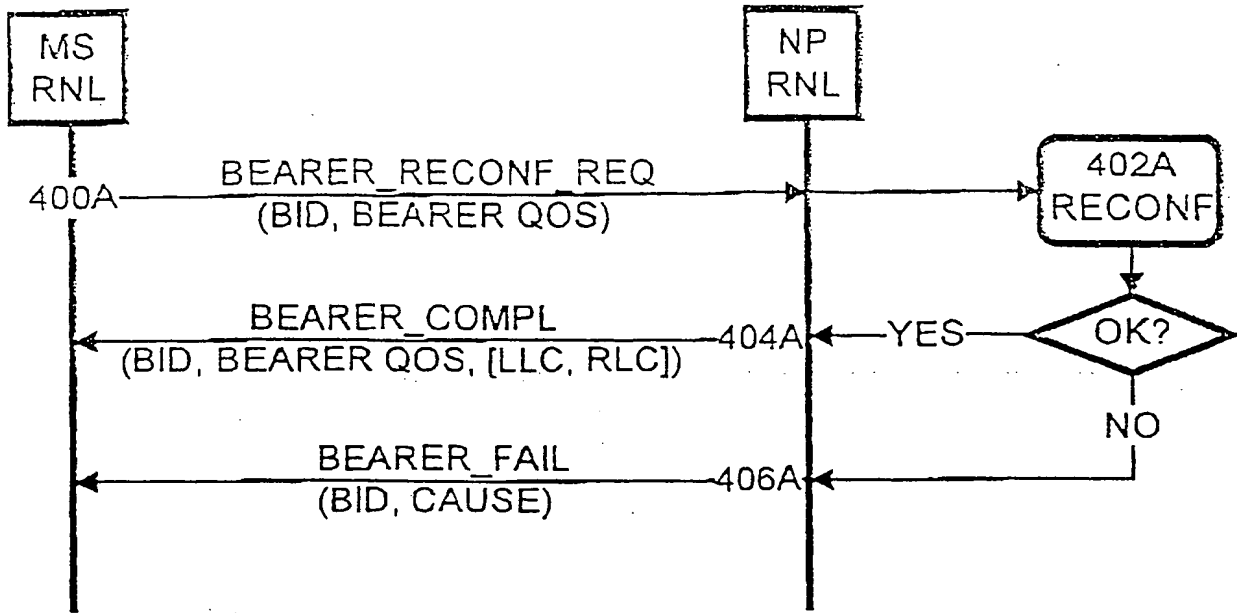 MS
RNL
NP
RNL
400A
BEARER_RECONF_REQ
(BID, BEARER QOS)
402A
RECONF
BEARER_COMPL
(BID, BEARER QOS, [LLC, RLC])
404A
YES
OK?
NO
BEARER_FAIL
(BID, CAUSE)
406A